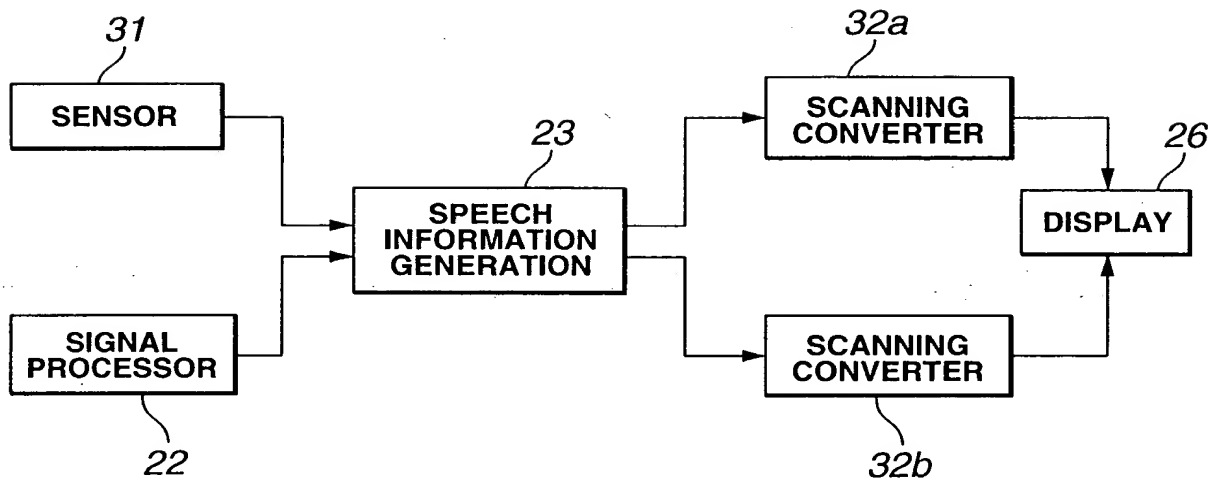 31
SENSOR
32a
SCANNING
CONVERTER
23
SPEECH
INFORMATION
GENERATION
26
DISPLAY
SIGNAL
PROCESSOR
22
SCANNING
CONVERTER
32b